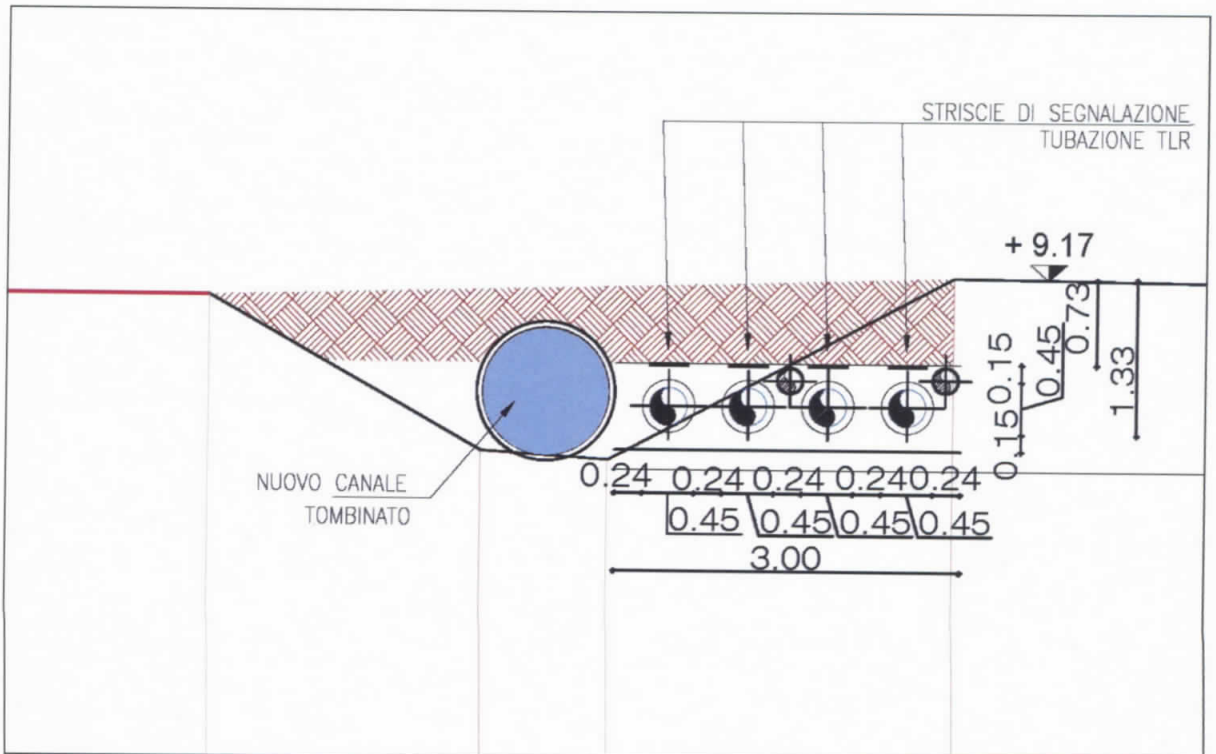 STRISCIE DI SEGNALAZIONE
TUBAZIONE TLR
+ 9.17
0.73
0.15
0.45
1.33
0.15
NUOVO CANALE
TOMBINATO
0.24 0.24 0.24 0.24 0.24
0.45 0.45 0.45 0.45
3.00